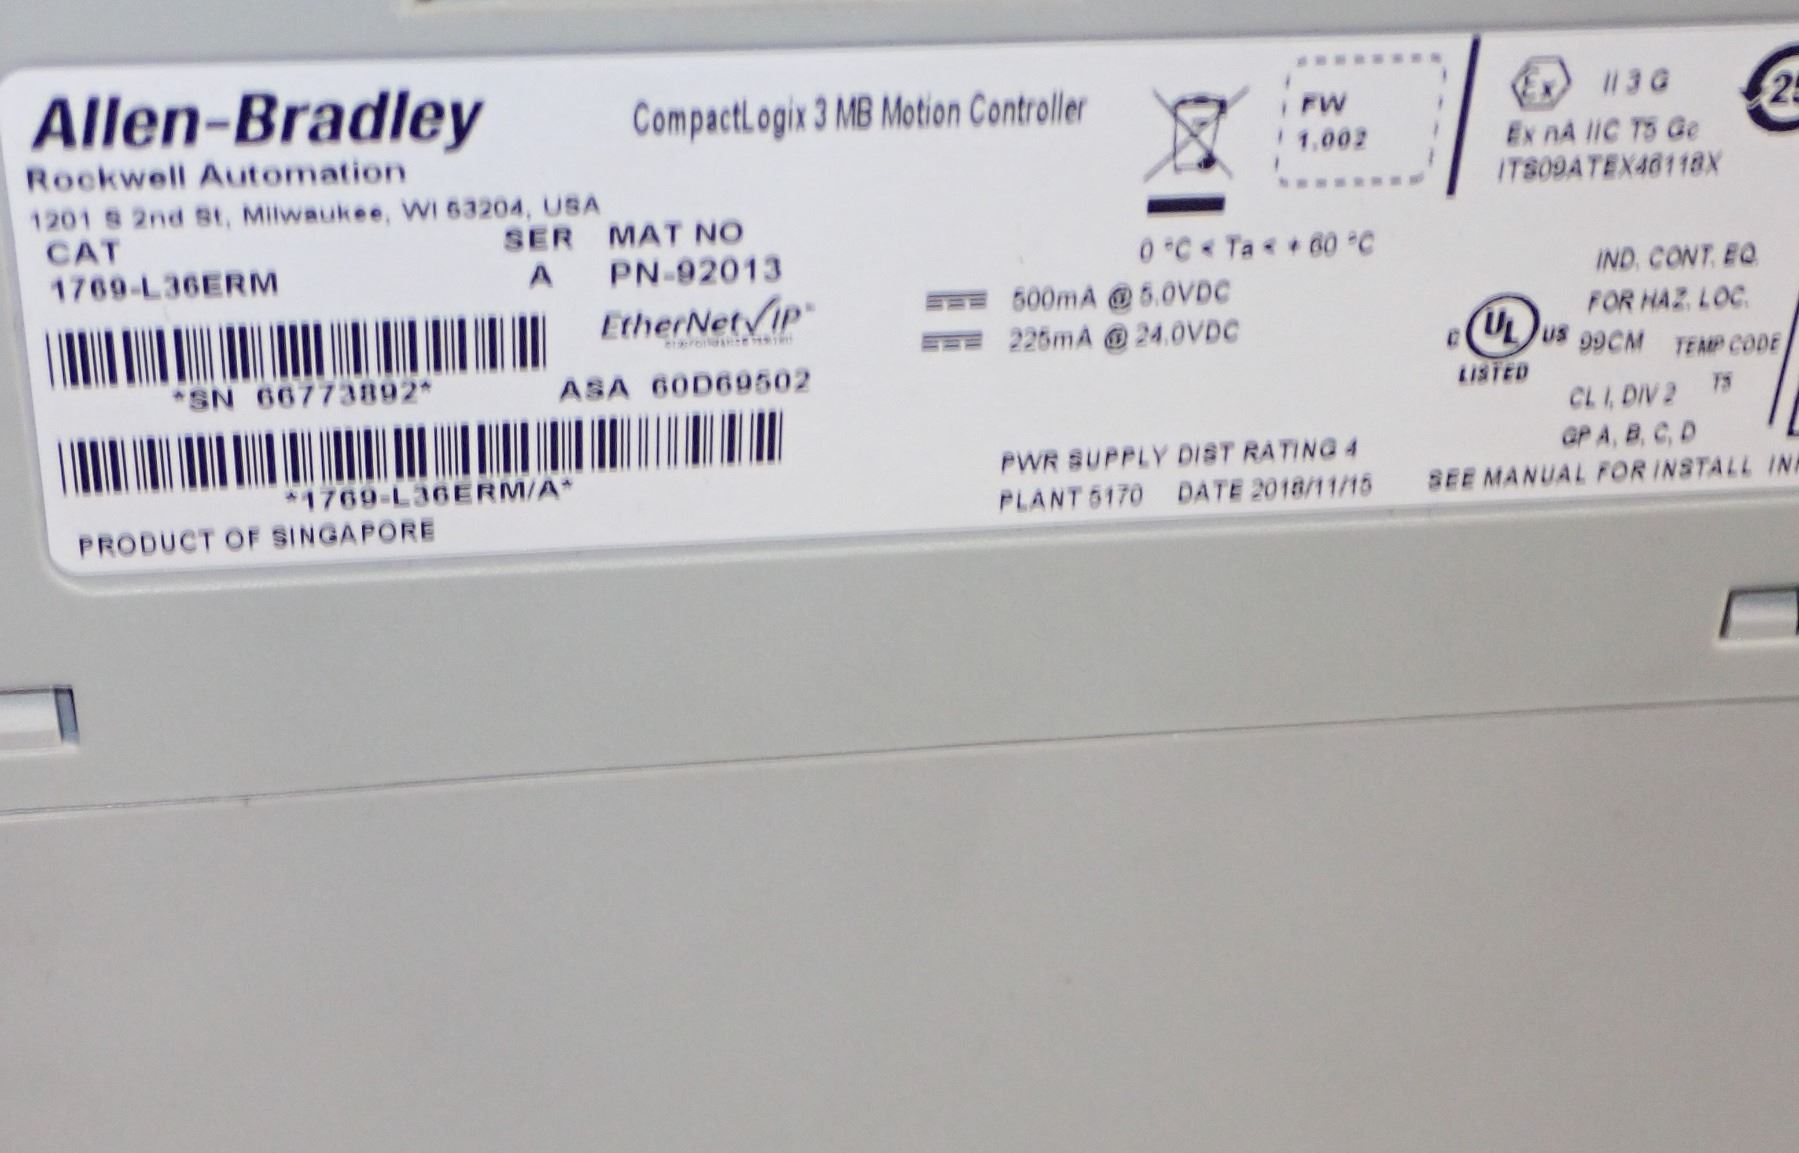 Allen-Bradley
Rockwell Automation
1201 S 2nd St, Milwaukee, WI 53204, USA
CAT SER MAT NO
1769-L36ERM A PN-92013
EtherNet/IP
*SN 66773892* ASA 60D69502
*1769-L36ERM/A*
PRODUCT OF SINGAPORE
CompactLogix 3 MB Motion Controller
FW
1.002
0 °C < Ta < + 60 °C
500mA @ 5.0VDC
225mA @ 24.0VDC
PWR SUPPLY DIST RATING 4
PLANT 5170 DATE 2018/11/15
Ex II 3 G
Ex nA IIC T5 Gc
ITS09ATEX46118X
25
IND. CONT. EQ.
FOR HAZ. LOC.
C UL US 99CM TEMP CODE
LISTED T5
CL I, DIV 2
GP A, B, C, D
SEE MANUAL FOR INSTALL